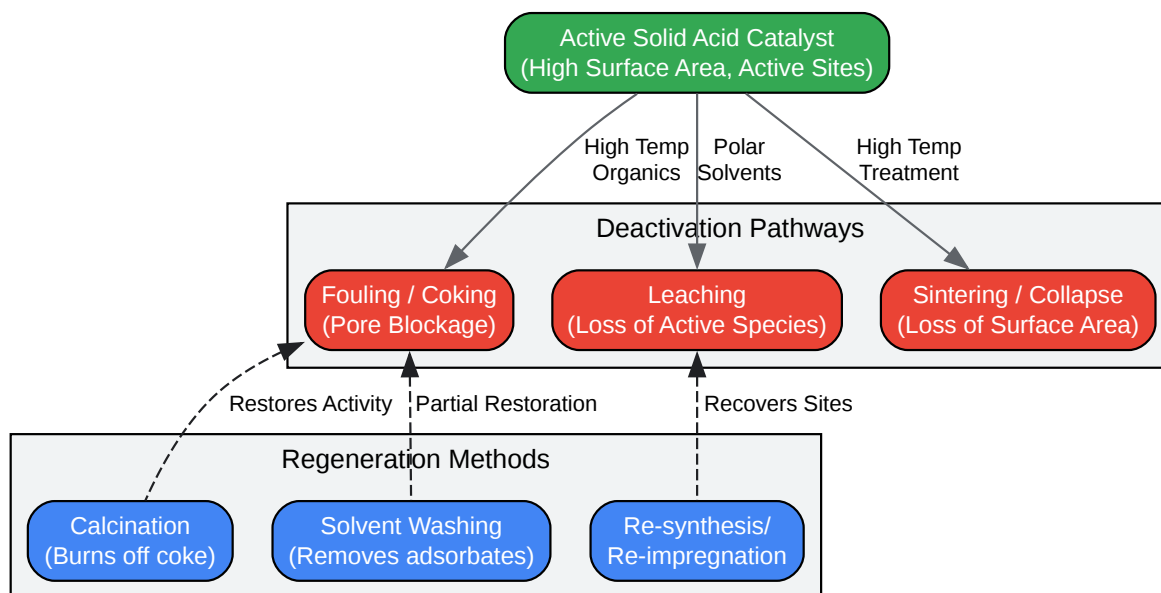 Active Solid Acid Catalyst
(High Surface Area, Active Sites)
High Temp
Organics
Polar
Solvents
High Temp
Treatment
Deactivation Pathways
Fouling / Coking
(Pore Blockage)
Leaching
(Loss of Active Species)
Sintering / Collapse
(Loss of Surface Area)
Restores Activity
Partial Restoration
Recovers Sites
Regeneration Methods
Calcination
(Burns off coke)
Solvent Washing
(Removes adsorbates)
Re-synthesis/
Re-impregnation